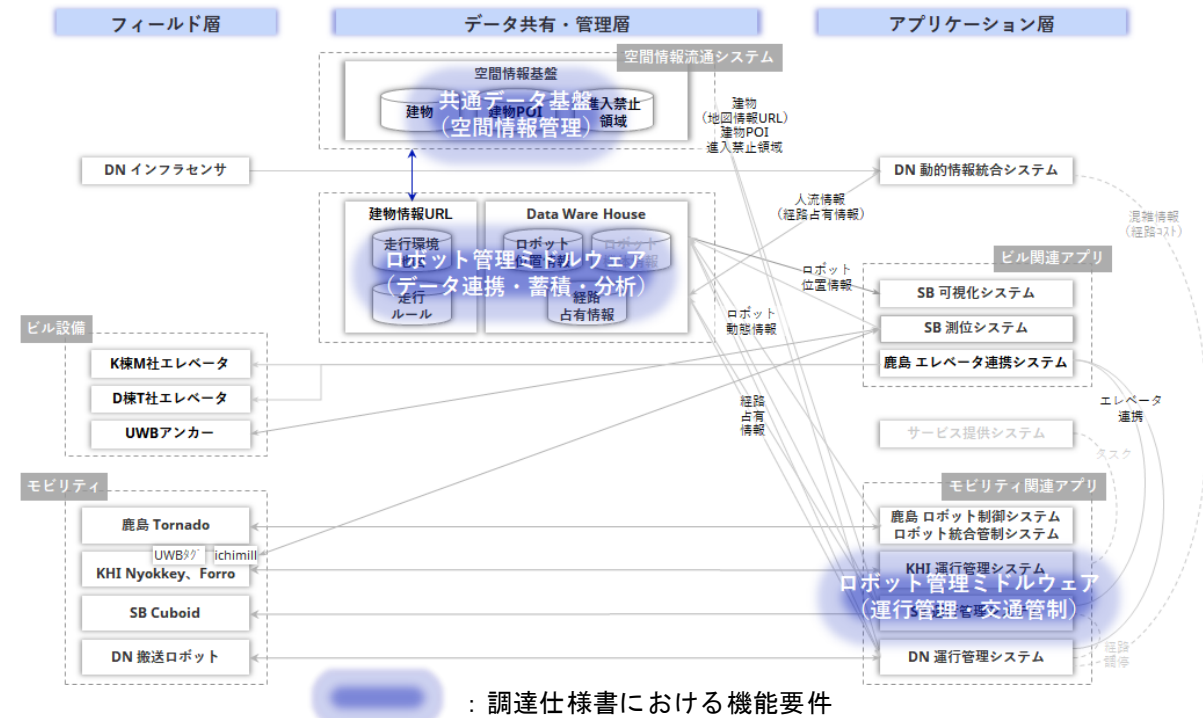 フィールド層
データ共有・管理層
アプリケーション層
空間情報流通システム
空間情報基盤
建物
建物POI
進入禁止
領域
共通データ基盤
（空間情報管理）
建物
（地図情報URL）
建物POI
進入禁止領域
DN インフラセンサ
DN 動的情報統合システム
人流情報
（経路占有情報）
混雑情報
（経路コスト）
建物情報URL
Data Ware House
走行環境
走行
ルール
ロボット
位置情報
ロボット
経路
占有情報
ロボット管理ミドルウェア
（データ連携・蓄積・分析）
ロボット
位置情報
ロボット
動態情報
経路
占有
情報
ビル関連アプリ
SB 可視化システム
SB 測位システム
鹿島 エレベータ連携システム
エレベータ
連携
ビル設備
K棟M社エレベータ
D棟T社エレベータ
UWBアンカー
サービス提供システム
タスク
モビリティ
鹿島 Tornado
UWBタグ
ichimill
KHI Nyokkey、Forro
SB Cuboid
DN 搬送ロボット
モビリティ関連アプリ
鹿島 ロボット制御システム
ロボット統合管制システム
KHI 運行管理システム
ロボット管理ミドルウェア
（運行管理・交通管制）
DN 運行管理システム
経路
調停
：調達仕様書における機能要件